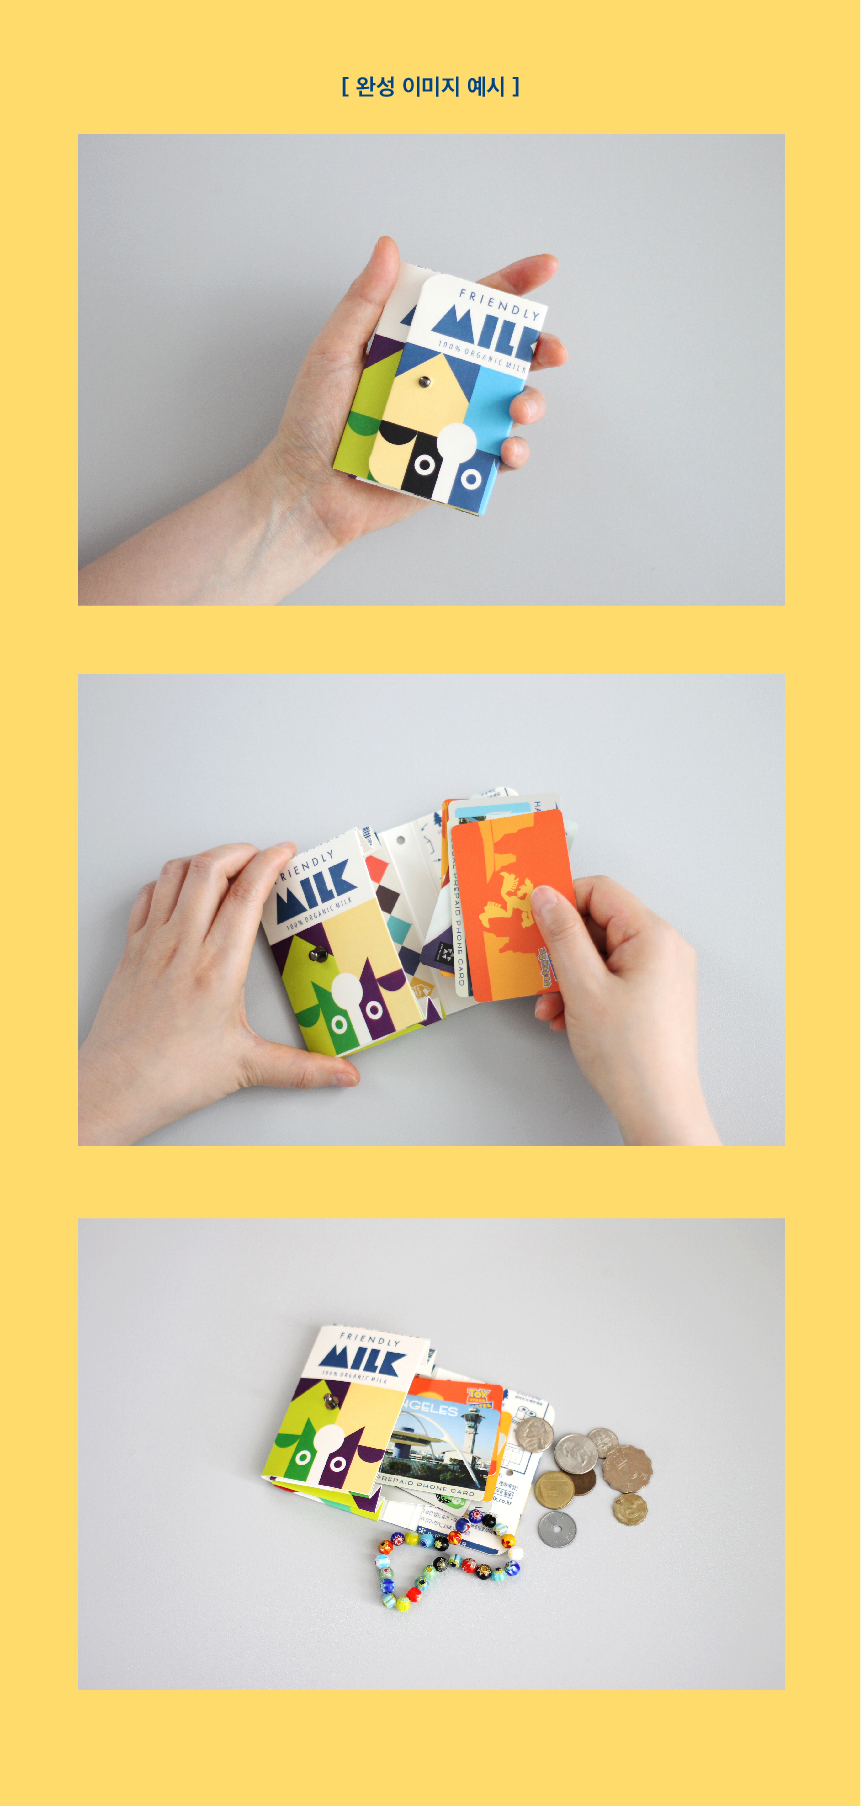 [ 완성 이미지 예시 ]
FRIENDLY
MILK
100% ORGANIC MILK
FRIENDLY
MILK
100% ORGANIC MILK
PREPAID PHONE CARD
FRIENDLY
MILK
100% ORGANIC MILK
NGELES
TOY
PREPAID PHONE CARD